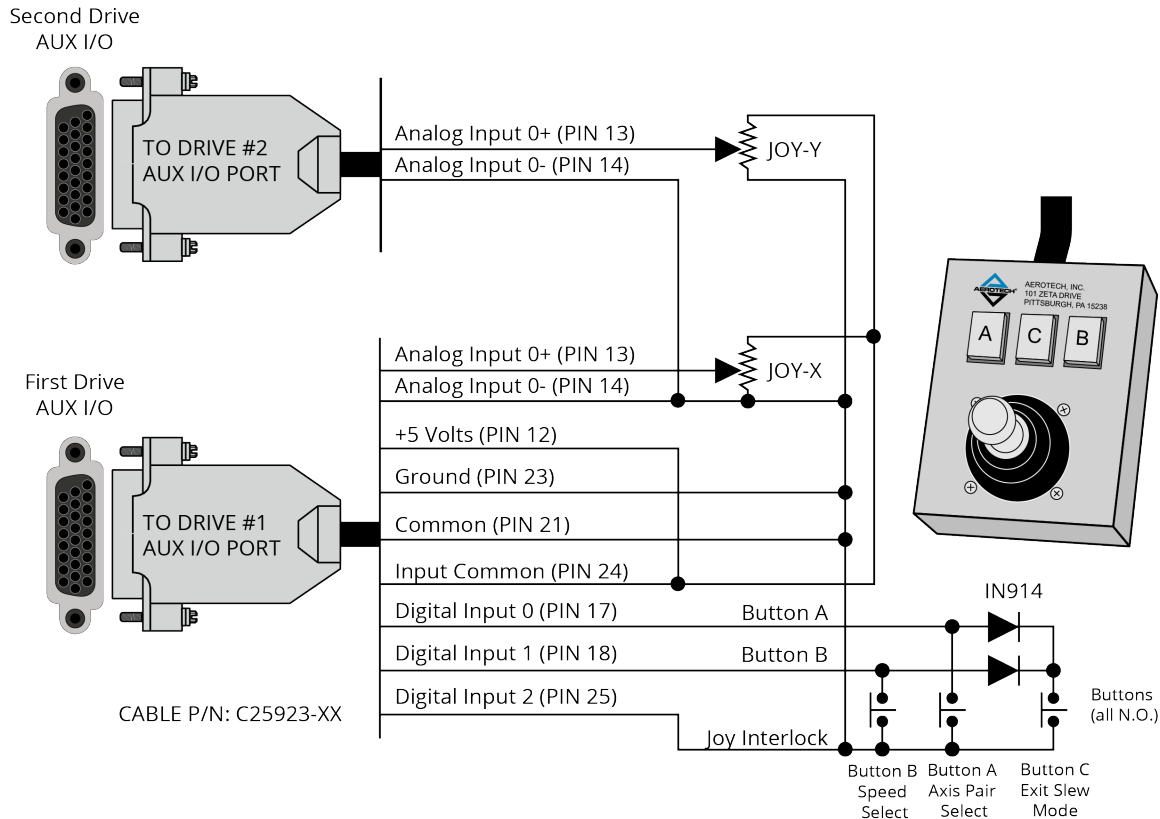 Second Drive
AUX I/O
TO DRIVE #2
AUX I/O PORT
Analog Input 0+ (PIN 13)
Analog Input 0- (PIN 14)
JOY-Y
AEROTECH
AEROTECH, INC.
101 ZETA DRIVE
PITTSBURGH, PA 15238
A
C
B
First Drive
AUX I/O
TO DRIVE #1
AUX I/O PORT
Analog Input 0+ (PIN 13)
Analog Input 0- (PIN 14)
JOY-X
+5 Volts (PIN 12)
Ground (PIN 23)
Common (PIN 21)
Input Common (PIN 24)
Digital Input 0 (PIN 17)
Button A
IN914
Digital Input 1 (PIN 18)
Button B
Digital Input 2 (PIN 25)
Joy Interlock
CABLE P/N: C25923-XX
Buttons
(all N.O.)
Button B
Speed
Select
Button A
Axis Pair
Select
Button C
Exit Slew
Mode